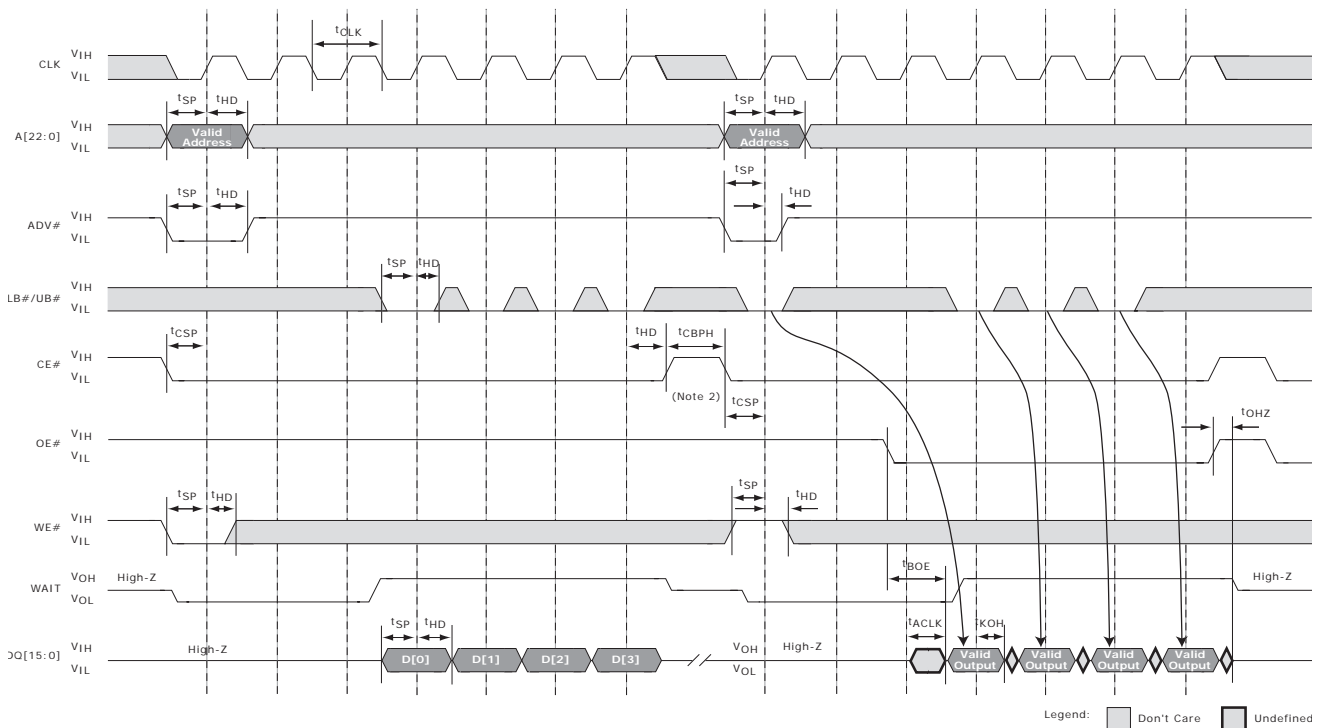 tCLK
CLK VIH
VIL
tSP tHD tSP tHD
A[22:0] VIH
VIL
Valid Address Valid Address
tSP
tSP tHD tHD
ADV# VIH
VIL
tSP tHD
LB#/UB# VIH
VIL
tCSP tHD tCBPH
CE# VIH
VIL
(Note 2)
tCSP
tOHZ
OE# VIH
VIL
tSP tHD tSP tHD
WE# VIH
VIL
tBOE
WAIT VOH High-Z High-Z
VOL
tSP tHD tACLK tKOH
DQ[15:0] VIH High-Z VOH High-Z
VIL VOL
D[0] D[1] D[2] D[3] Valid Output Valid Output Valid Output Valid Output
Legend: Don't Care Undefined